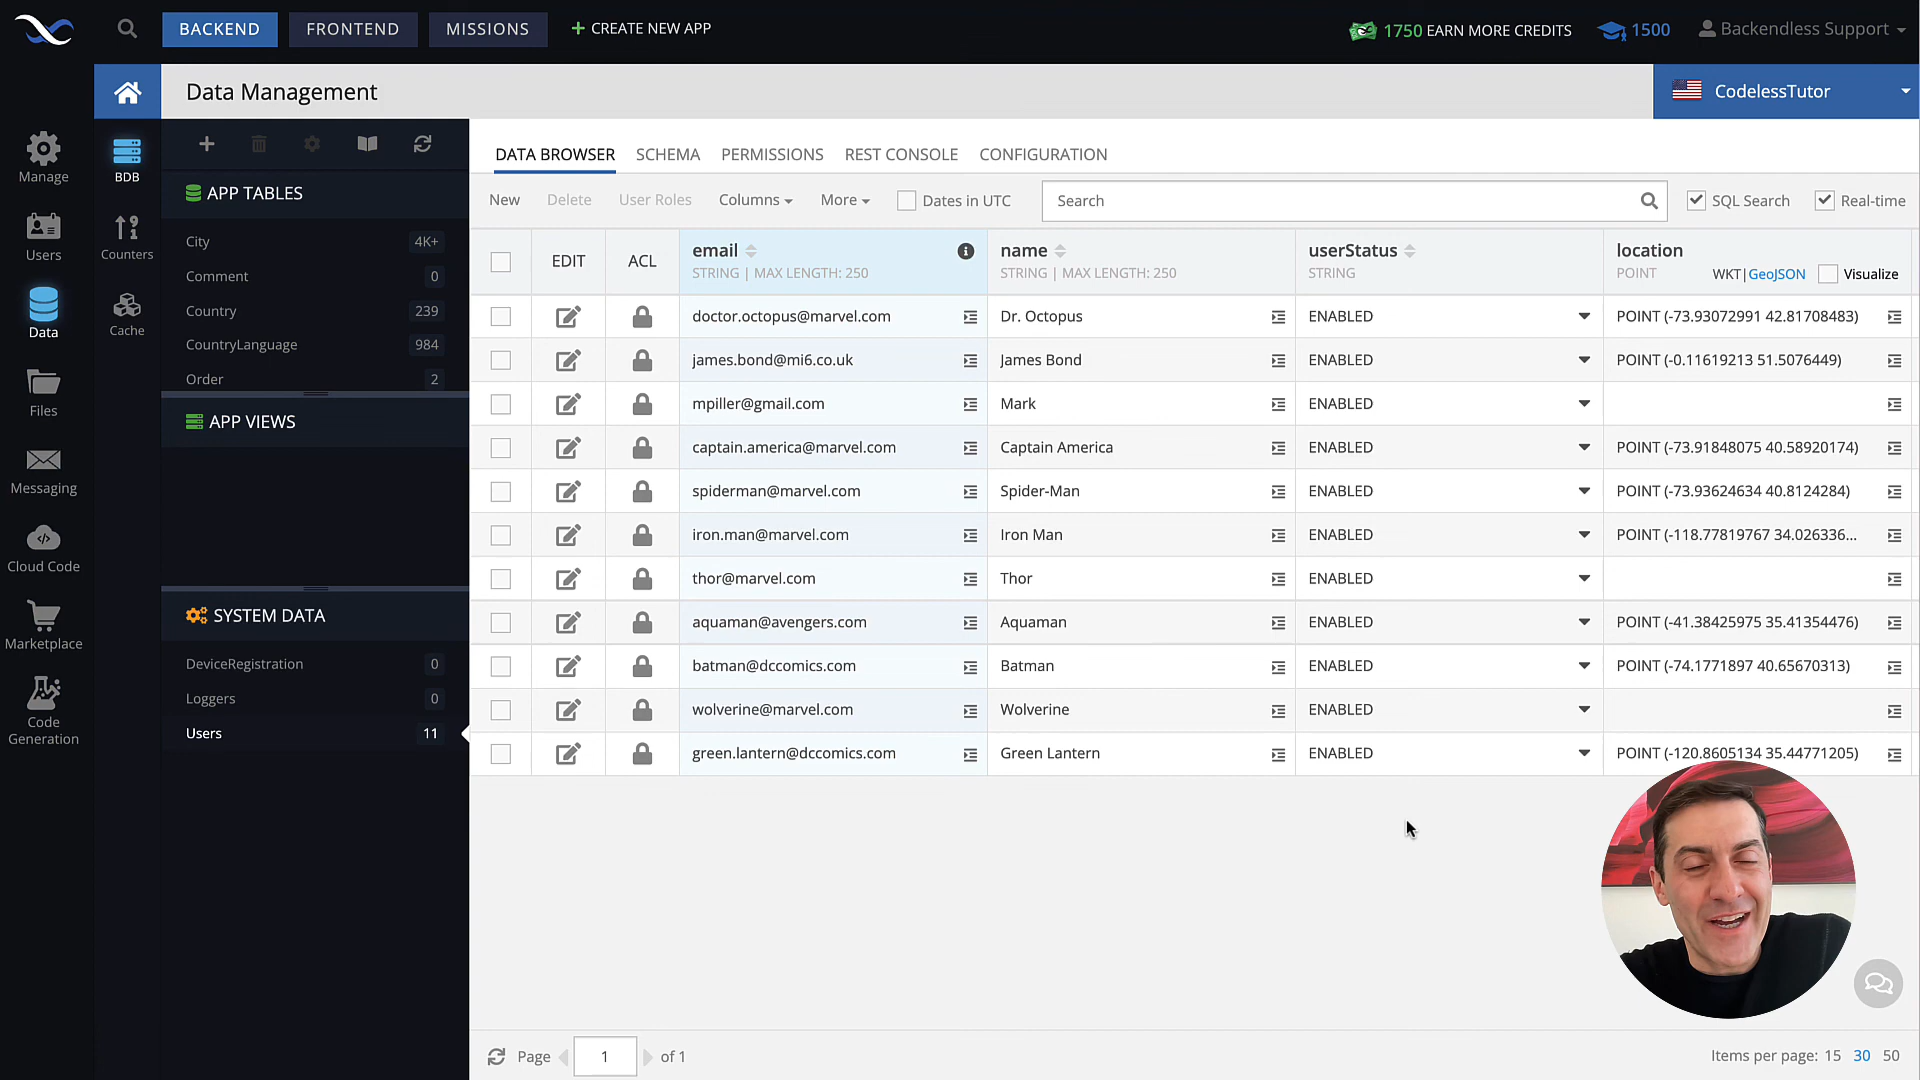 BACKEND FRONTEND MISSIONS + CREATE NEW APP 1750 EARN MORE CREDITS 1500 Backendless Support
Data Management CodelessTutor
Manage
Users
Data
Files
Messaging
Cloud Code
Marketplace
Code
Generation
BDB
Counters
Cache
APP TABLES
City 4K+
Comment 0
Country 239
CountryLanguage 984
Order 2
APP VIEWS
SYSTEM DATA
DeviceRegistration 0
Loggers 0
Users 11
DATA BROWSER SCHEMA PERMISSIONS REST CONSOLE CONFIGURATION
New Delete User Roles Columns More Dates in UTC Search SQL Search Real-time
EDIT ACL email name userStatus location
STRING | MAX LENGTH: 250 STRING | MAX LENGTH: 250 STRING POINT WKT|GeoJSON Visualize
doctor.octopus@marvel.com Dr. Octopus ENABLED POINT (-73.93072991 42.81708483)
james.bond@mi6.co.uk James Bond ENABLED POINT (-0.11619213 51.5076449)
mpiller@gmail.com Mark ENABLED
captain.america@marvel.com Captain America ENABLED POINT (-73.91848075 40.58920174)
spiderman@marvel.com Spider-Man ENABLED POINT (-73.93624634 40.8124284)
iron.man@marvel.com Iron Man ENABLED POINT (-118.77819767 34.026336...
thor@marvel.com Thor ENABLED
aquaman@avengers.com Aquaman ENABLED POINT (-41.38425975 35.41354476)
batman@dccomics.com Batman ENABLED POINT (-74.1771897 40.65670313)
wolverine@marvel.com Wolverine ENABLED
green.lantern@dccomics.com Green Lantern ENABLED POINT (-120.8605134 35.44771205)
Page 1 of 1 Items per page: 15 30 50